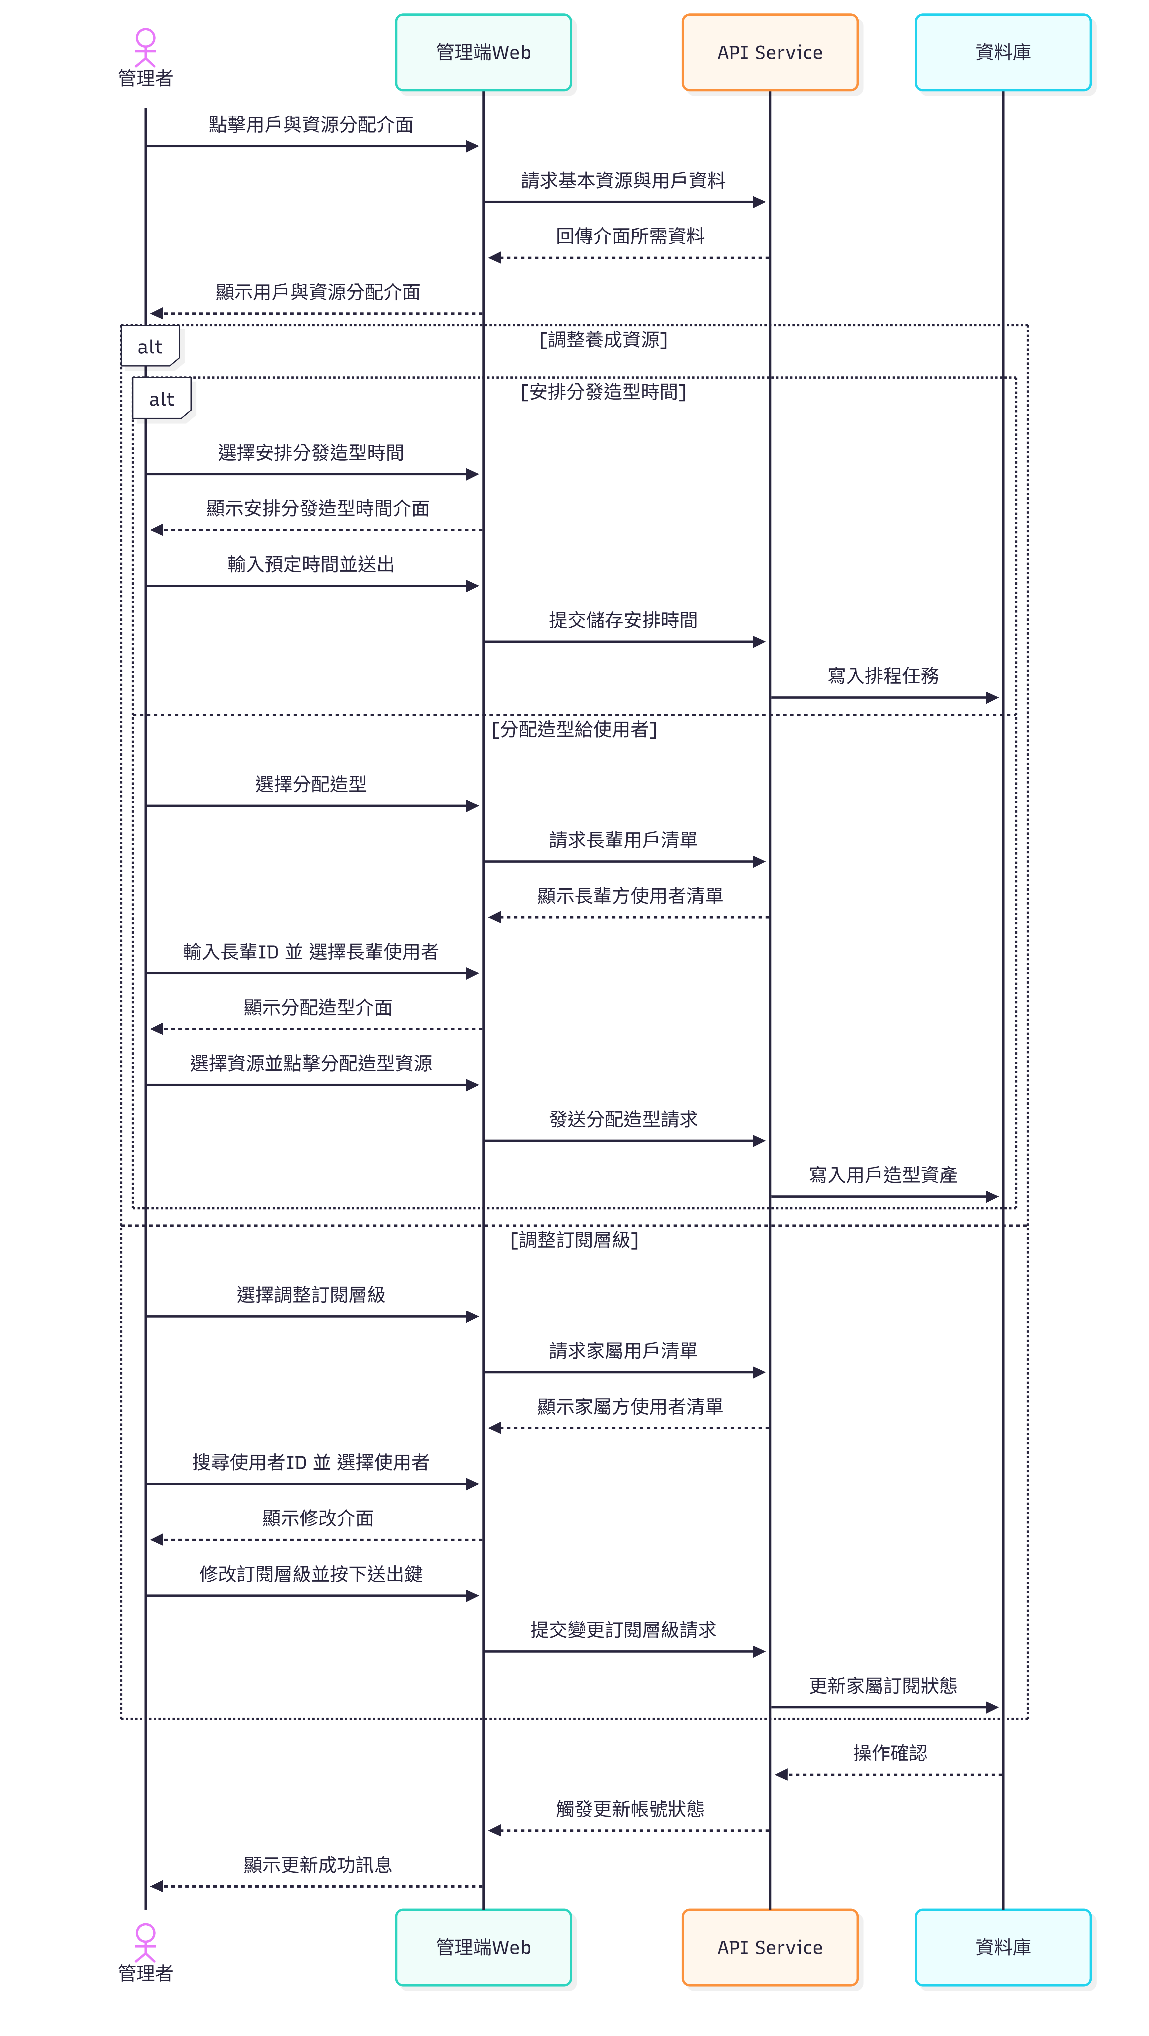 管理者
管理端Web
API Service
資料庫
點擊用戶與資源分配介面
請求基本資源與用戶資料
回傳介面所需資料
顯示用戶與資源分配介面
alt
[調整養成資源]
alt
[安排分發造型時間]
選擇安排分發造型時間
顯示安排分發造型時間介面
輸入預定時間並送出
提交儲存安排時間
寫入排程任務
[分配造型給使用者]
選擇分配造型
請求長輩用戶清單
顯示長輩方使用者清單
輸入長輩ID 並 選擇長輩使用者
顯示分配造型介面
選擇資源並點擊分配造型資源
發送分配造型請求
寫入用戶造型資產
[調整訂閱層級]
選擇調整訂閱層級
請求家屬用戶清單
顯示家屬方使用者清單
搜尋使用者ID 並 選擇使用者
顯示修改介面
修改訂閱層級並按下送出鍵
提交變更訂閱層級請求
更新家屬訂閱狀態
操作確認
觸發更新帳號狀態
顯示更新成功訊息
管理者
管理端Web
API Service
資料庫